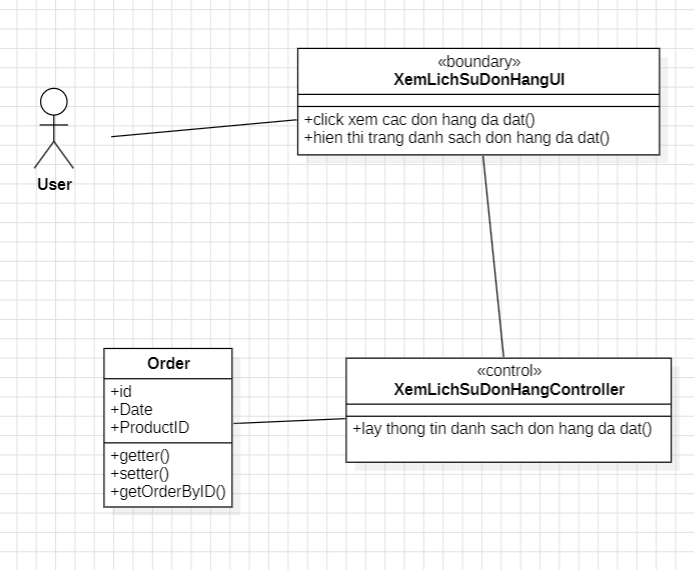 «boundary»
XemLichSuDonHangUI
+click xem cac don hang da dat()
+hien thi trang danh sach don hang da dat()
User
Order
+id
+Date
+ProductID
+getter()
+setter()
+getOrderByID()
«control»
XemLichSuDonHangController
+lay thong tin danh sach don hang da dat()